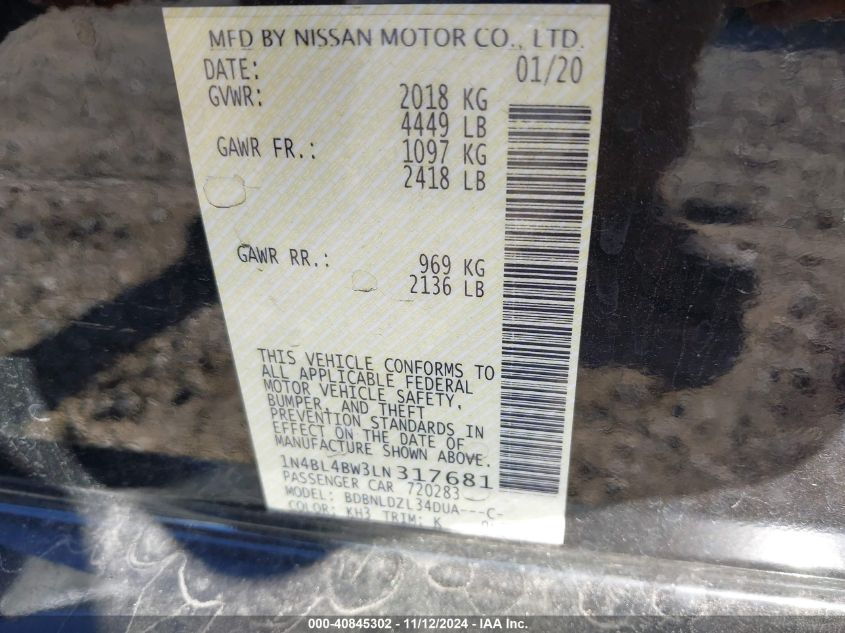 MFD BY NISSAN MOTOR CO., LTD.
DATE: 01/20
GVWR: 2018 KG
4449 LB
GAWR FR.: 1097 KG
2418 LB
GAWR RR.: 969 KG
2136 LB
THIS VEHICLE CONFORMS TO
ALL APPLICABLE FEDERAL
MOTOR VEHICLE SAFETY,
BUMPER, AND THEFT
PREVENTION STANDARDS IN
EFFECT ON THE DATE OF
MANUFACTURE SHOWN ABOVE.
1N4BL4BW3LN317681
PASSENGER CAR 720283
MODEL: BDBNLDZL34DUA---C-
COLOR: KH3 TRIM: K
000-40845302 - 11/12/2024 - IAA Inc.